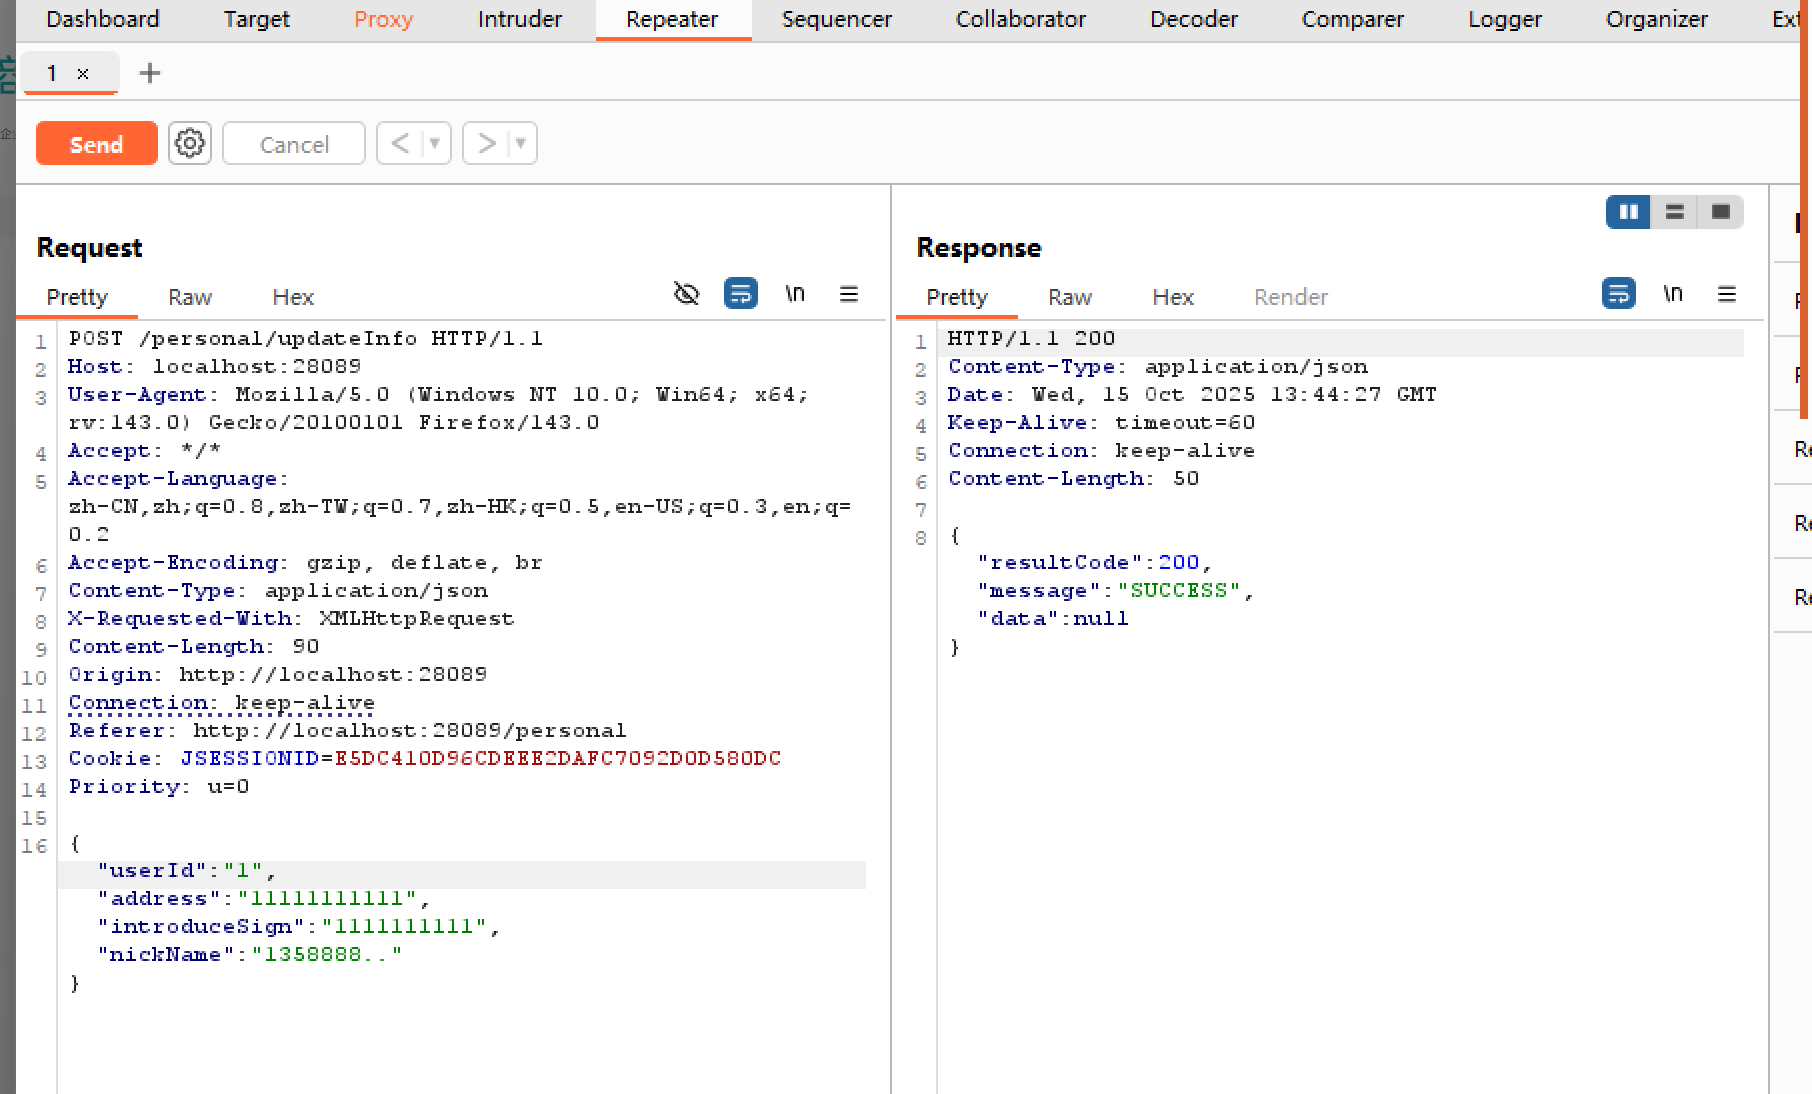 Dashboard Target Proxy Intruder Repeater Sequencer Collaborator Decoder Comparer Logger Organizer
1 × +
Send Cancel < >
Request
Pretty Raw Hex \n
1 POST /personal/updateInfo HTTP/1.1
2 Host: localhost:28089
3 User-Agent: Mozilla/5.0 (Windows NT 10.0; Win64; x64;
rv:143.0) Gecko/20100101 Firefox/143.0
4 Accept: */*
5 Accept-Language:
zh-CN,zh;q=0.8,zh-TW;q=0.7,zh-HK;q=0.5,en-US;q=0.3,en;q=
0.2
6 Accept-Encoding: gzip, deflate, br
7 Content-Type: application/json
8 X-Requested-With: XMLHttpRequest
9 Content-Length: 90
10 Origin: http://localhost:28089
11 Connection: keep-alive
12 Referer: http://localhost:28089/personal
13 Cookie: JSESSIONID=E5DC410D96CDEEE2DAFC7092D0D580DC
14 Priority: u=0
15
16 {
"userId":"1",
"address":"11111111111",
"introduceSign":"1111111111",
"nickName":"1358888.."
}
Response
Pretty Raw Hex Render \n
1 HTTP/1.1 200
2 Content-Type: application/json
3 Date: Wed, 15 Oct 2025 13:44:27 GMT
4 Keep-Alive: timeout=60
5 Connection: keep-alive
6 Content-Length: 50
7
8 {
"resultCode":200,
"message":"SUCCESS",
"data":null
}